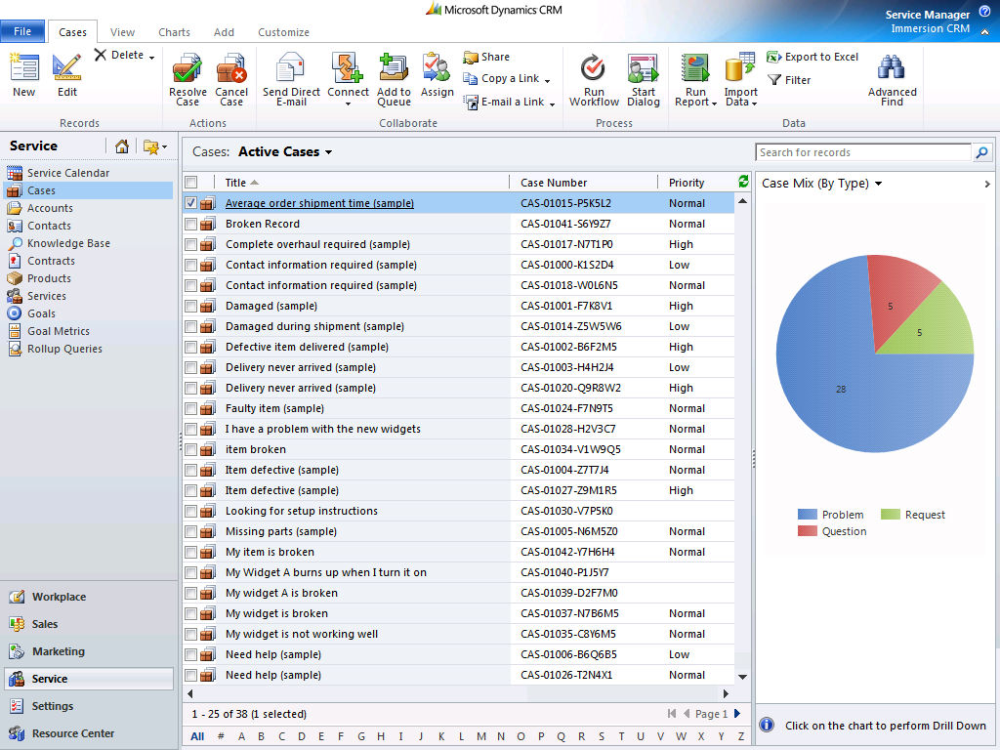 Microsoft Dynamics CRM
Service Manager
Immersion CRM
File Cases View Charts Add Customize
New
Edit
Delete
Records
Resolve Case
Cancel Case
Actions
Send Direct E-mail
Connect
Add to Queue
Assign
Share
Copy a Link
E-mail a Link
Collaborate
Run Workflow
Start Dialog
Process
Run Report
Import Data
Export to Excel
Filter
Advanced Find
Data
Service
Service Calendar
Cases
Accounts
Contacts
Knowledge Base
Contracts
Products
Services
Goals
Goal Metrics
Rollup Queries
Workplace
Sales
Marketing
Service
Settings
Resource Center
Cases: Active Cases
Search for records
Title Case Number Priority
Average order shipment time (sample) CAS-01015-P5K5L2 Normal
Broken Record CAS-01041-S6Y9Z7 Normal
Complete overhaul required (sample) CAS-01017-N7T1P0 High
Contact information required (sample) CAS-01000-K1S2D4 Low
Contact information required (sample) CAS-01018-W0L6N5 Normal
Damaged (sample) CAS-01001-F7K8V1 High
Damaged during shipment (sample) CAS-01014-Z5W5W6 Low
Defective item delivered (sample) CAS-01002-B6F2M5 High
Delivery never arrived (sample) CAS-01003-H4H2J4 Low
Delivery never arrived (sample) CAS-01020-Q9R8W2 High
Faulty item (sample) CAS-01024-F7N9T5 Normal
I have a problem with the new widgets CAS-01028-H2V3C7 Normal
item broken CAS-01034-V1W9Q5 Normal
Item defective (sample) CAS-01004-Z7T7J4 Normal
Item defective (sample) CAS-01027-Z9M1R5 High
Looking for setup instructions CAS-01030-V7P5K0
Missing parts (sample) CAS-01005-N6M5Z0 Normal
My item is broken CAS-01042-Y7H6H4 Normal
My Widget A burns up when I turn it on CAS-01040-P1J5Y7
My widget A is broken CAS-01039-D2F7M0
My widget is broken CAS-01037-N7B6M5 Normal
My widget is not working well CAS-01035-C8Y6M5 Normal
Need help (sample) CAS-01006-B6Q6B5 Low
Need help (sample) CAS-01026-T2N4X1 Normal
1 - 25 of 38 (1 selected)
Page 1
All # A B C D E F G H I J K L M N O P Q R S T U V W X Y Z
Case Mix (By Type)
5
5
28
Problem Request
Question
Click on the chart to perform Drill Down